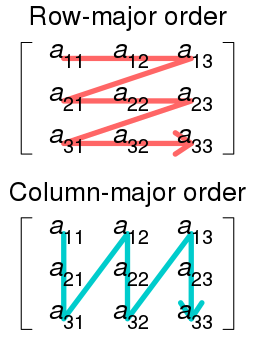 Row-major order
a11 a12 a13
a21 a22 a23
a31 a32 a33
Column-major order
a11 a12 a13
a21 a22 a23
a31 a32 a33